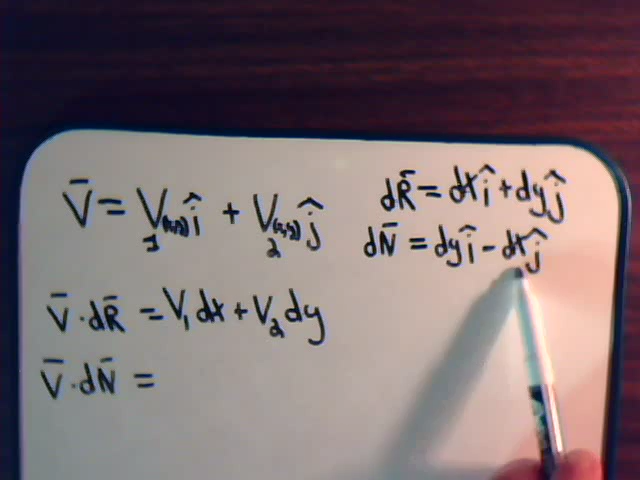 V̄ = V₁(x,y) î + V₂(x,y) ĵ
dR̄ = dx î + dy ĵ
dN̄ = dy î - dx ĵ
V̄ · dR̄ = V₁ dx + V₂ dy
V̄ · dN̄ =